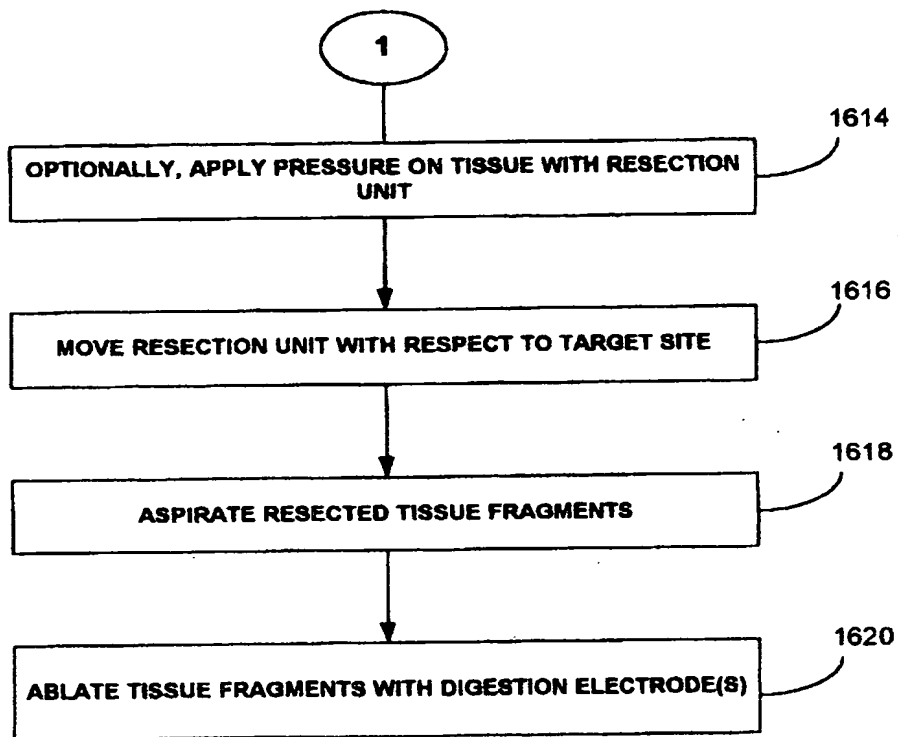 1
1614
OPTIONALLY, APPLY PRESSURE ON TISSUE WITH RESECTION
UNIT
1616
MOVE RESECTION UNIT WITH RESPECT TO TARGET SITE
1618
ASPIRATE RESECTED TISSUE FRAGMENTS
1620
ABLATE TISSUE FRAGMENTS WITH DIGESTION ELECTRODE(S)